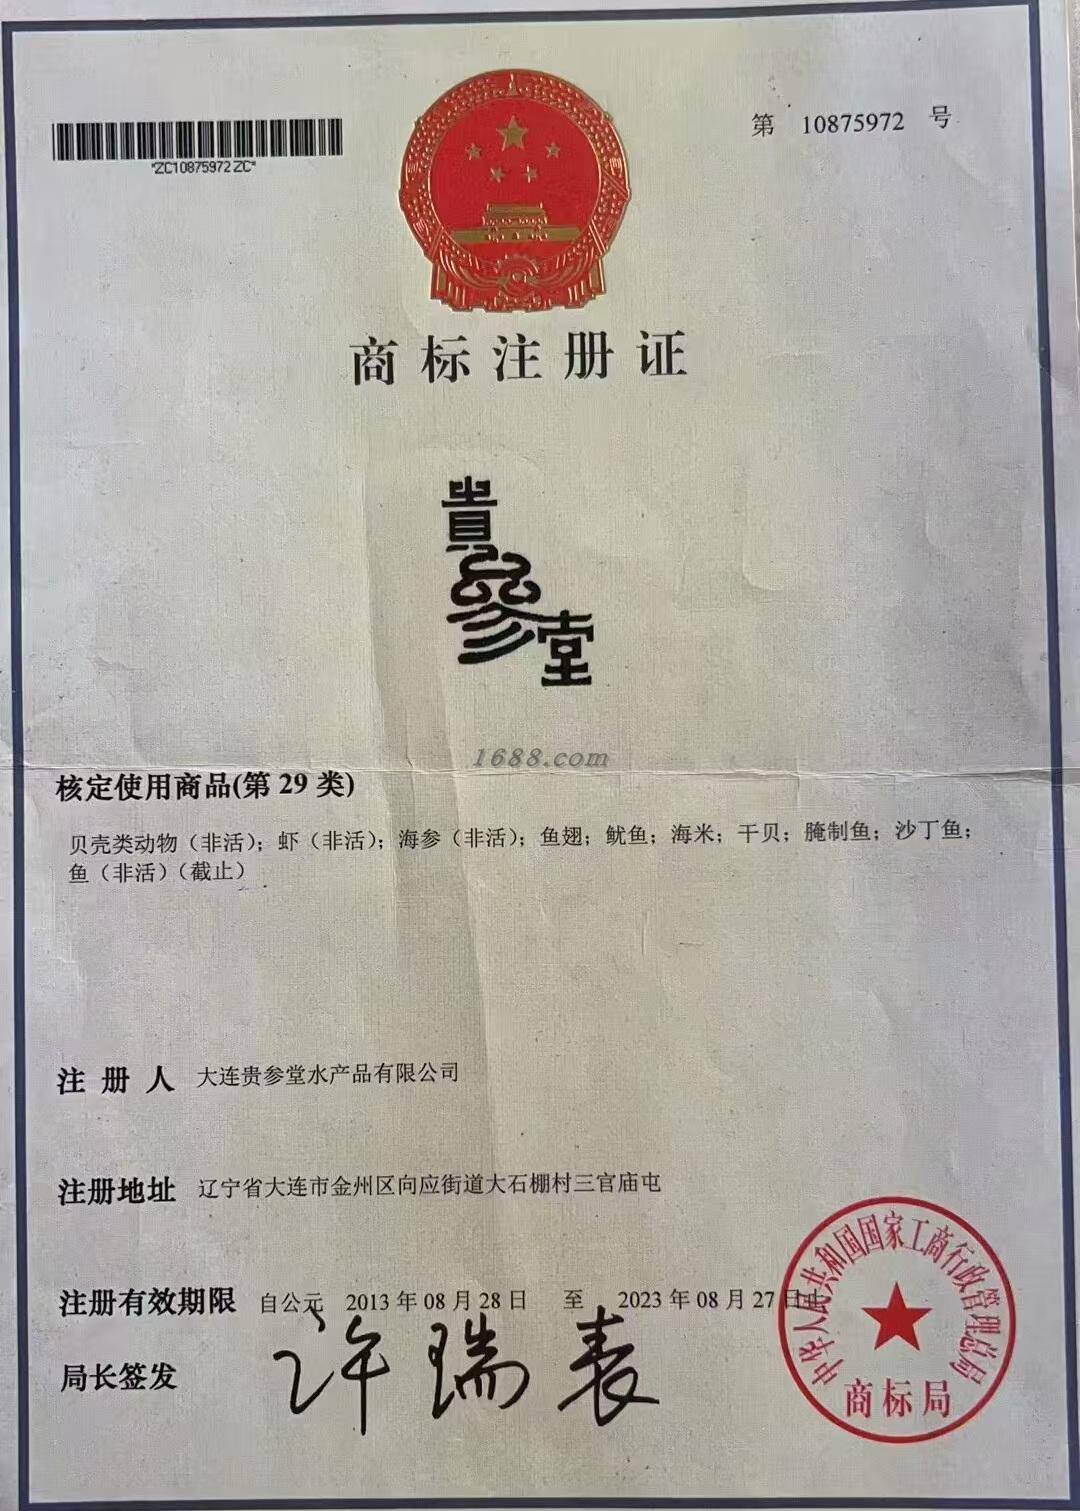 第 10875972 号
*ZC10875972ZC*
商标注册证
貴參堂
1688.com
核定使用商品(第 29 类)
贝壳类动物（非活）；虾（非活）；海参（非活）；鱼翅；鱿鱼；海米；干贝；腌制鱼；沙丁鱼；
鱼（非活）（截止）
注 册 人 大连贵参堂水产品有限公司
注册地址 辽宁省大连市金州区向应街道大石棚村三官庙屯
注册有效期限 自公元 2013 年 08 月 28 日 至 2023 年 08 月 27 日止
局长签发 许瑞表
中华人民共和国国家工商行政管理总局
商标局